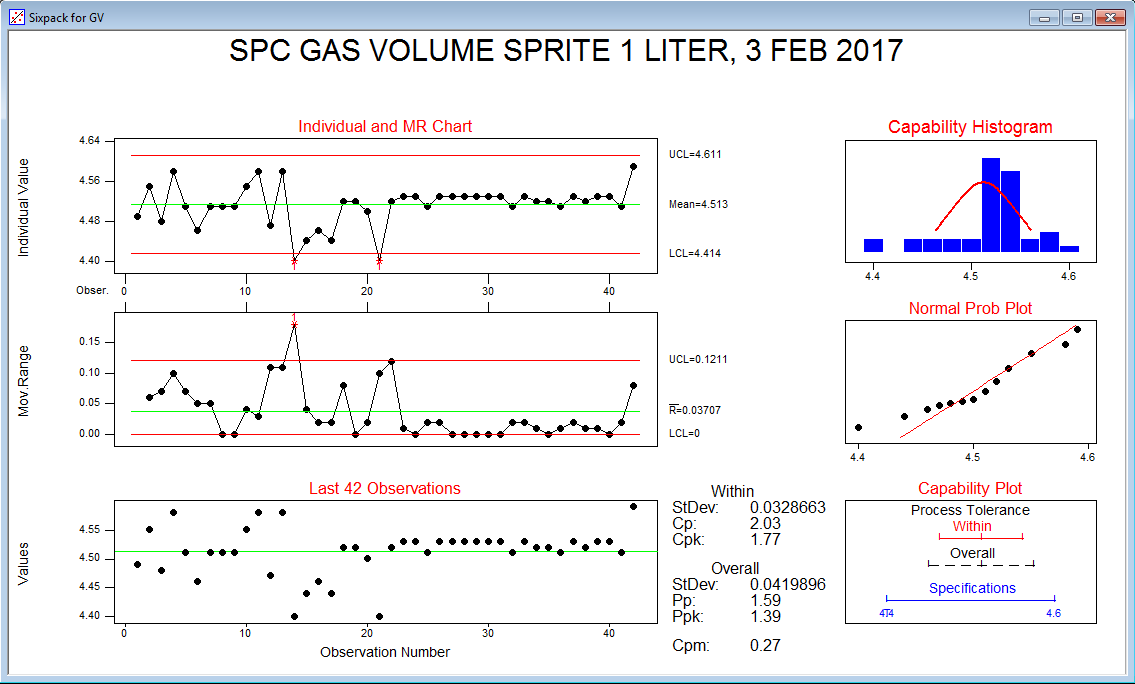 Sixpack for GV
SPC GAS VOLUME SPRITE 1 LITER, 3 FEB 2017
Individual and MR Chart
Individual Value
4.64
4.56
4.48
4.40
UCL=4.611
Mean=4.513
LCL=4.414
1
1
Obser.
0 10 20 30 40
Mov.Range
0.15
0.10
0.05
0.00
1
UCL=0.1211
R=0.03707
LCL=0
Last 42 Observations
Values
4.55
4.50
4.45
4.40
0 10 20 30 40
Observation Number
Capability Histogram
4.4 4.5 4.6
Normal Prob Plot
4.4 4.5 4.6
Within
StDev: 0.0328663
Cp: 2.03
Cpk: 1.77
Overall
StDev: 0.0419896
Pp: 1.59
Ppk: 1.39
Cpm: 0.27
Capability Plot
Process Tolerance
Within
Overall
Specifications
4.6